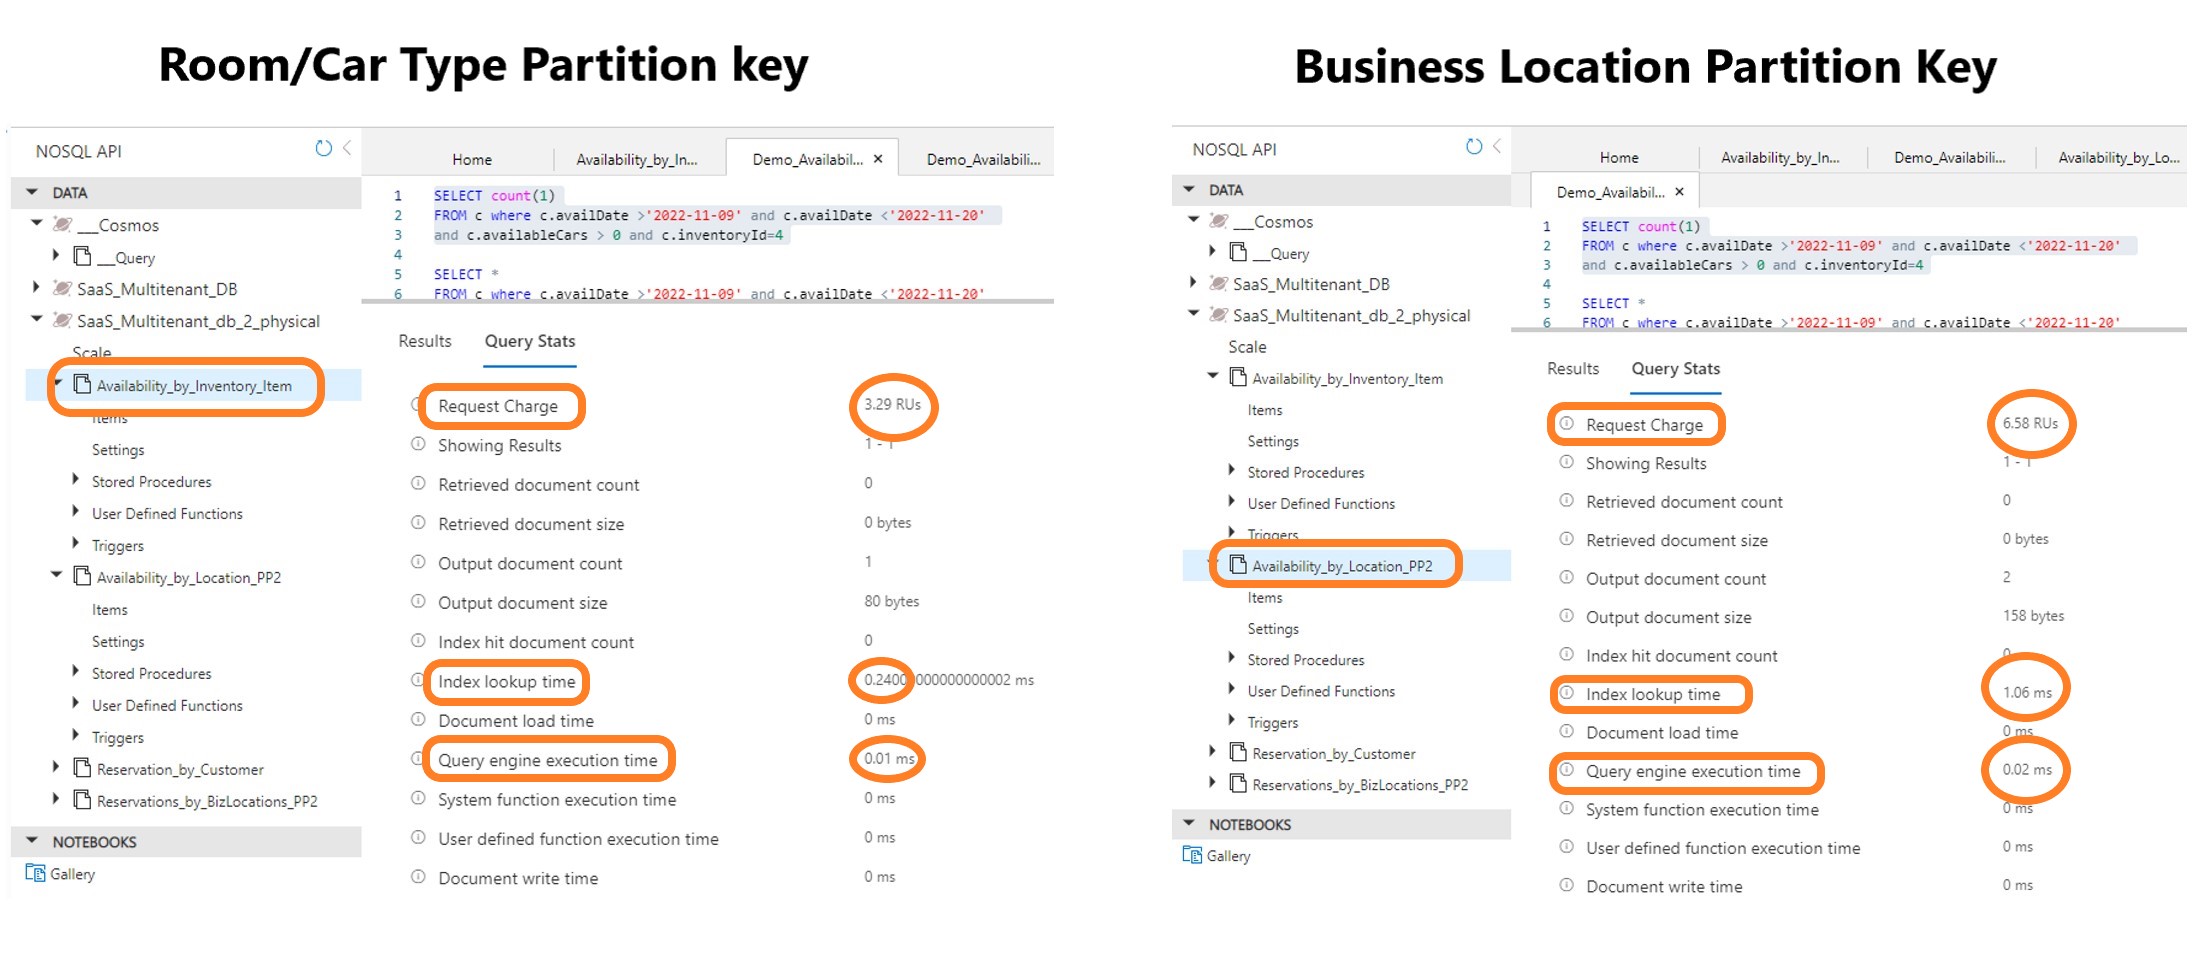 Room/Car Type Partition key
NOSQL API
DATA
___Cosmos
___Query
SaaS_Multitenant_DB
SaaS_Multitenant_db_2_physical
Scale
Availability_by_Inventory_Item
Items
Settings
Stored Procedures
User Defined Functions
Triggers
Availability_by_Location_PP2
Items
Settings
Stored Procedures
User Defined Functions
Triggers
Reservation_by_Customer
Reservations_by_BizLocations_PP2
NOTEBOOKS
Gallery
Home Availability_by_In... Demo_Availabil... × Demo_Availabili...
1 SELECT count(1)
2 FROM c where c.availDate >'2022-11-09' and c.availDate <'2022-11-20'
3 and c.availableCars > 0 and c.inventoryId=4
4
5 SELECT *
6 FROM c where c.availDate >'2022-11-09' and c.availDate <'2022-11-20'
Results Query Stats
Request Charge 3.29 RUs
Showing Results 1 - 1
Retrieved document count 0
Retrieved document size 0 bytes
Output document count 1
Output document size 80 bytes
Index hit document count 0
Index lookup time 0.24000000000000002 ms
Document load time 0 ms
Query engine execution time 0.01 ms
System function execution time 0 ms
User defined function execution time 0 ms
Document write time 0 ms
Business Location Partition Key
NOSQL API
DATA
___Cosmos
___Query
SaaS_Multitenant_DB
SaaS_Multitenant_db_2_physical
Scale
Availability_by_Inventory_Item
Items
Settings
Stored Procedures
User Defined Functions
Triggers
Availability_by_Location_PP2
Items
Settings
Stored Procedures
User Defined Functions
Triggers
Reservation_by_Customer
Reservations_by_BizLocations_PP2
NOTEBOOKS
Gallery
Home Availability_by_In... Demo_Availabili... Availability_by_Lo...
Demo_Availabil... ×
1 SELECT count(1)
2 FROM c where c.availDate >'2022-11-09' and c.availDate <'2022-11-20'
3 and c.availableCars > 0 and c.inventoryId=4
4
5 SELECT *
6 FROM c where c.availDate >'2022-11-09' and c.availDate <'2022-11-20'
Results Query Stats
Request Charge 6.58 RUs
Showing Results 1 - 1
Retrieved document count 0
Retrieved document size 0 bytes
Output document count 2
Output document size 158 bytes
Index hit document count 0
Index lookup time 1.06 ms
Document load time 0 ms
Query engine execution time 0.02 ms
System function execution time 0 ms
User defined function execution time 0 ms
Document write time 0 ms